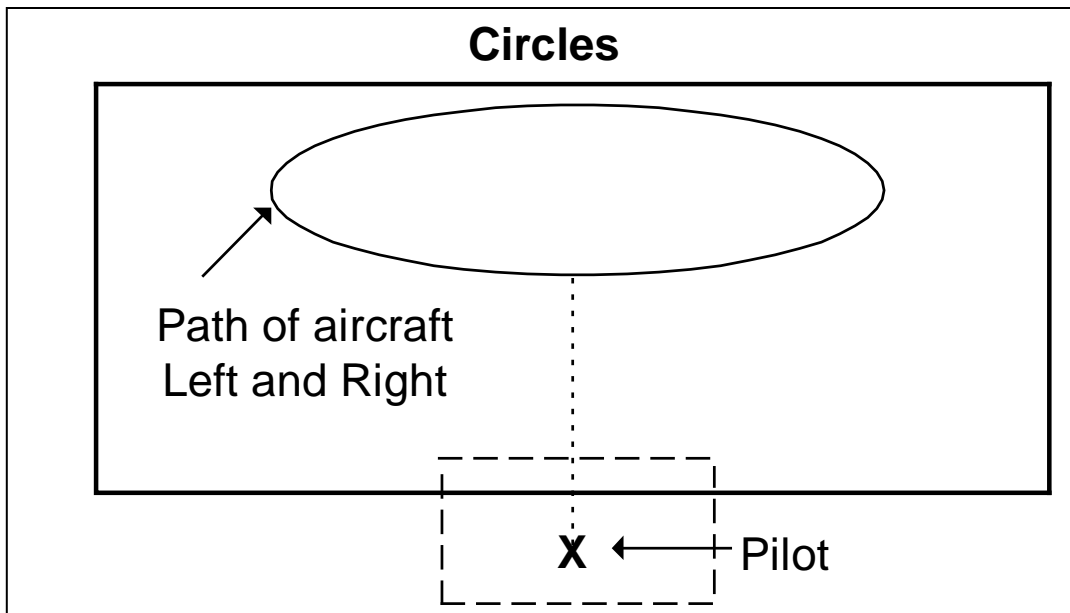 Circles
Path of aircraft
Left and Right
X
Pilot